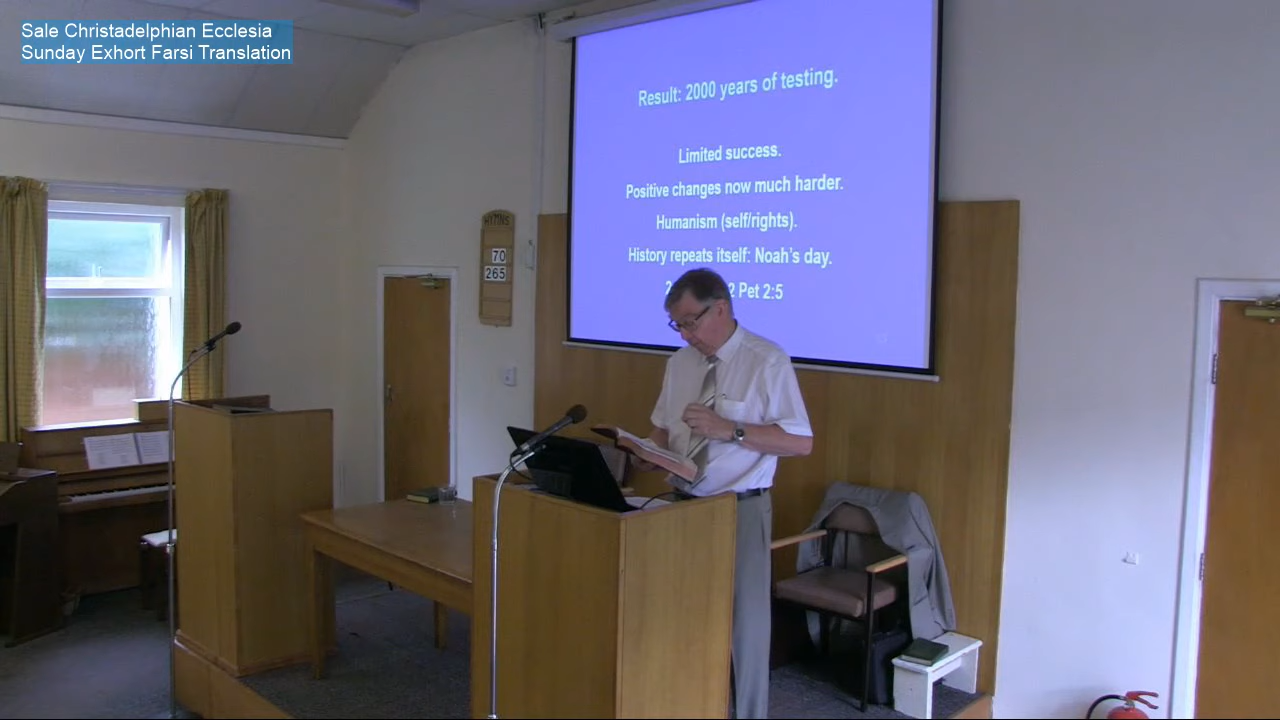 Sale Christadelphian Ecclesia
Sunday Exhort Farsi Translation
Result: 2000 years of testing.
Limited success.
Positive changes now much harder.
Humanism (self/rights).
History repeats itself: Noah's day.
2 Pet 2:5
HYMNS
70
265